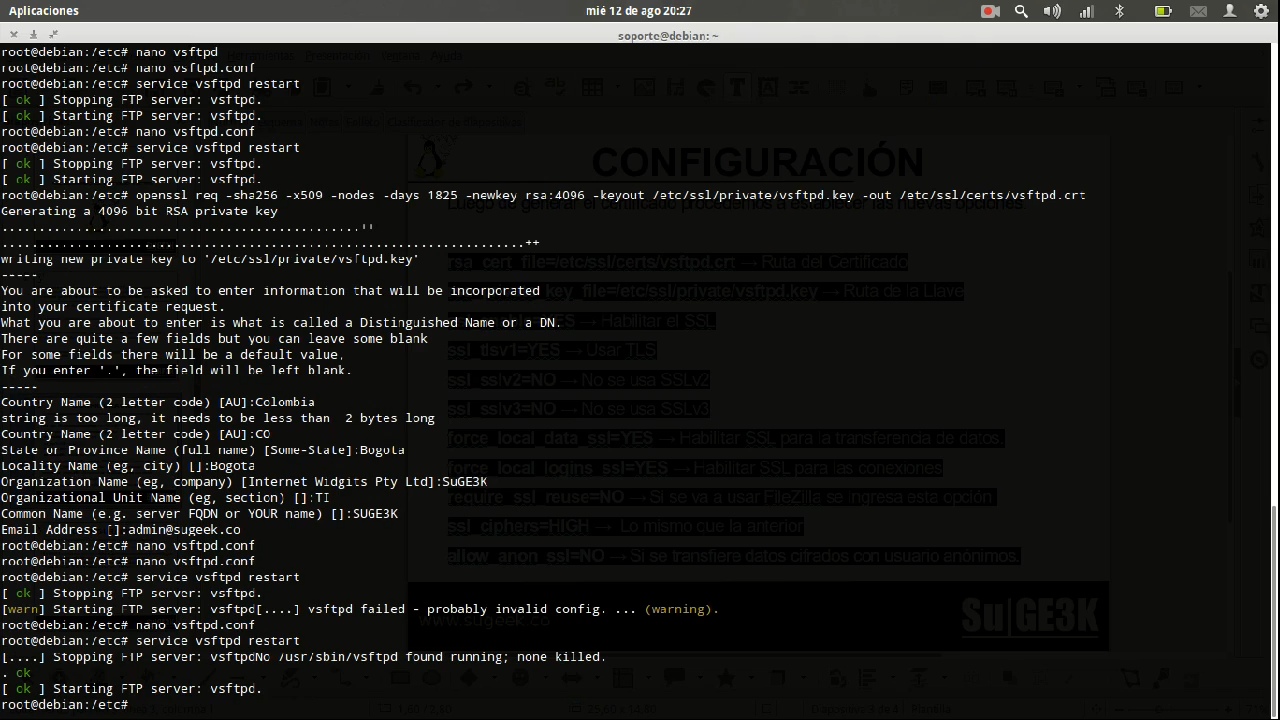 Aplicaciones
mié 12 de ago 20:27
soporte@debian: ~
root@debian:/etc# nano vsftpd
root@debian:/etc# nano vsftpd.conf
root@debian:/etc# service vsftpd restart
[ ok ] Stopping FTP server: vsftpd.
[ ok ] Starting FTP server: vsftpd.
root@debian:/etc# nano vsftpd.conf
root@debian:/etc# service vsftpd restart
[ ok ] Stopping FTP server: vsftpd.
[ ok ] Starting FTP server: vsftpd.
root@debian:/etc# openssl req -sha256 -x509 -nodes -days 1825 -newkey rsa:4096 -keyout /etc/ssl/private/vsftpd.key -out /etc/ssl/certs/vsftpd.crt
Generating a 4096 bit RSA private key
writing new private key to '/etc/ssl/private/vsftpd.key'
-----
You are about to be asked to enter information that will be incorporated
into your certificate request.
What you are about to enter is what is called a Distinguished Name or a DN.
There are quite a few fields but you can leave some blank
For some fields there will be a default value,
If you enter '.', the field will be left blank.
-----
Country Name (2 letter code) [AU]:Colombia
string is too long, it needs to be less than  2 bytes long
Country Name (2 letter code) [AU]:CO
State or Province Name (full name) [Some-State]:Bogota
Locality Name (eg, city) []:Bogota
Organization Name (eg, company) [Internet Widgits Pty Ltd]:SuGE3K
Organizational Unit Name (eg, section) []:TI
Common Name (e.g. server FQDN or YOUR name) []:SUGE3K
Email Address []:admin@sugeek.co
root@debian:/etc# nano vsftpd.conf
root@debian:/etc# nano vsftpd.conf
root@debian:/etc# service vsftpd restart
[ ok ] Stopping FTP server: vsftpd.
[warn] Starting FTP server: vsftpd[....] vsftpd failed - probably invalid config. ... (warning).
root@debian:/etc# nano vsftpd.conf
root@debian:/etc# service vsftpd restart
[....] Stopping FTP server: vsftpdNo /usr/sbin/vsftpd found running; none killed.
. ok
[ ok ] Starting FTP server: vsftpd.
root@debian:/etc#
CONFIGURACIÓN
Luego de generar el certificado procedemos a establecer las nuevas opciones:
rsa_cert_file=/etc/ssl/certs/vsftpd.crt → Ruta del Certificado
key_file=/etc/ssl/private/vsftpd.key → Ruta de la Llave
→ Habilitar el SSL
ssl_tlsv1=YES → Usar TLS
ssl_sslv2=NO → No se usa SSLv2
ssl_sslv3=NO → No se usa SSLv3
force_local_data_ssl=YES → Habilitar SSL para la transferencia de datos.
force_local_logins_ssl=YES → Habilitar SSL para las conexiones
require_ssl_reuse=NO → Si se va a usar FileZilla se ingresa esta opción
ssl_ciphers=HIGH → Lo mismo que la anterior
allow_anon_ssl=NO → Si se transfiere datos cifrados con usuario anónimos.
www.sugeek.co
Su|GE3K